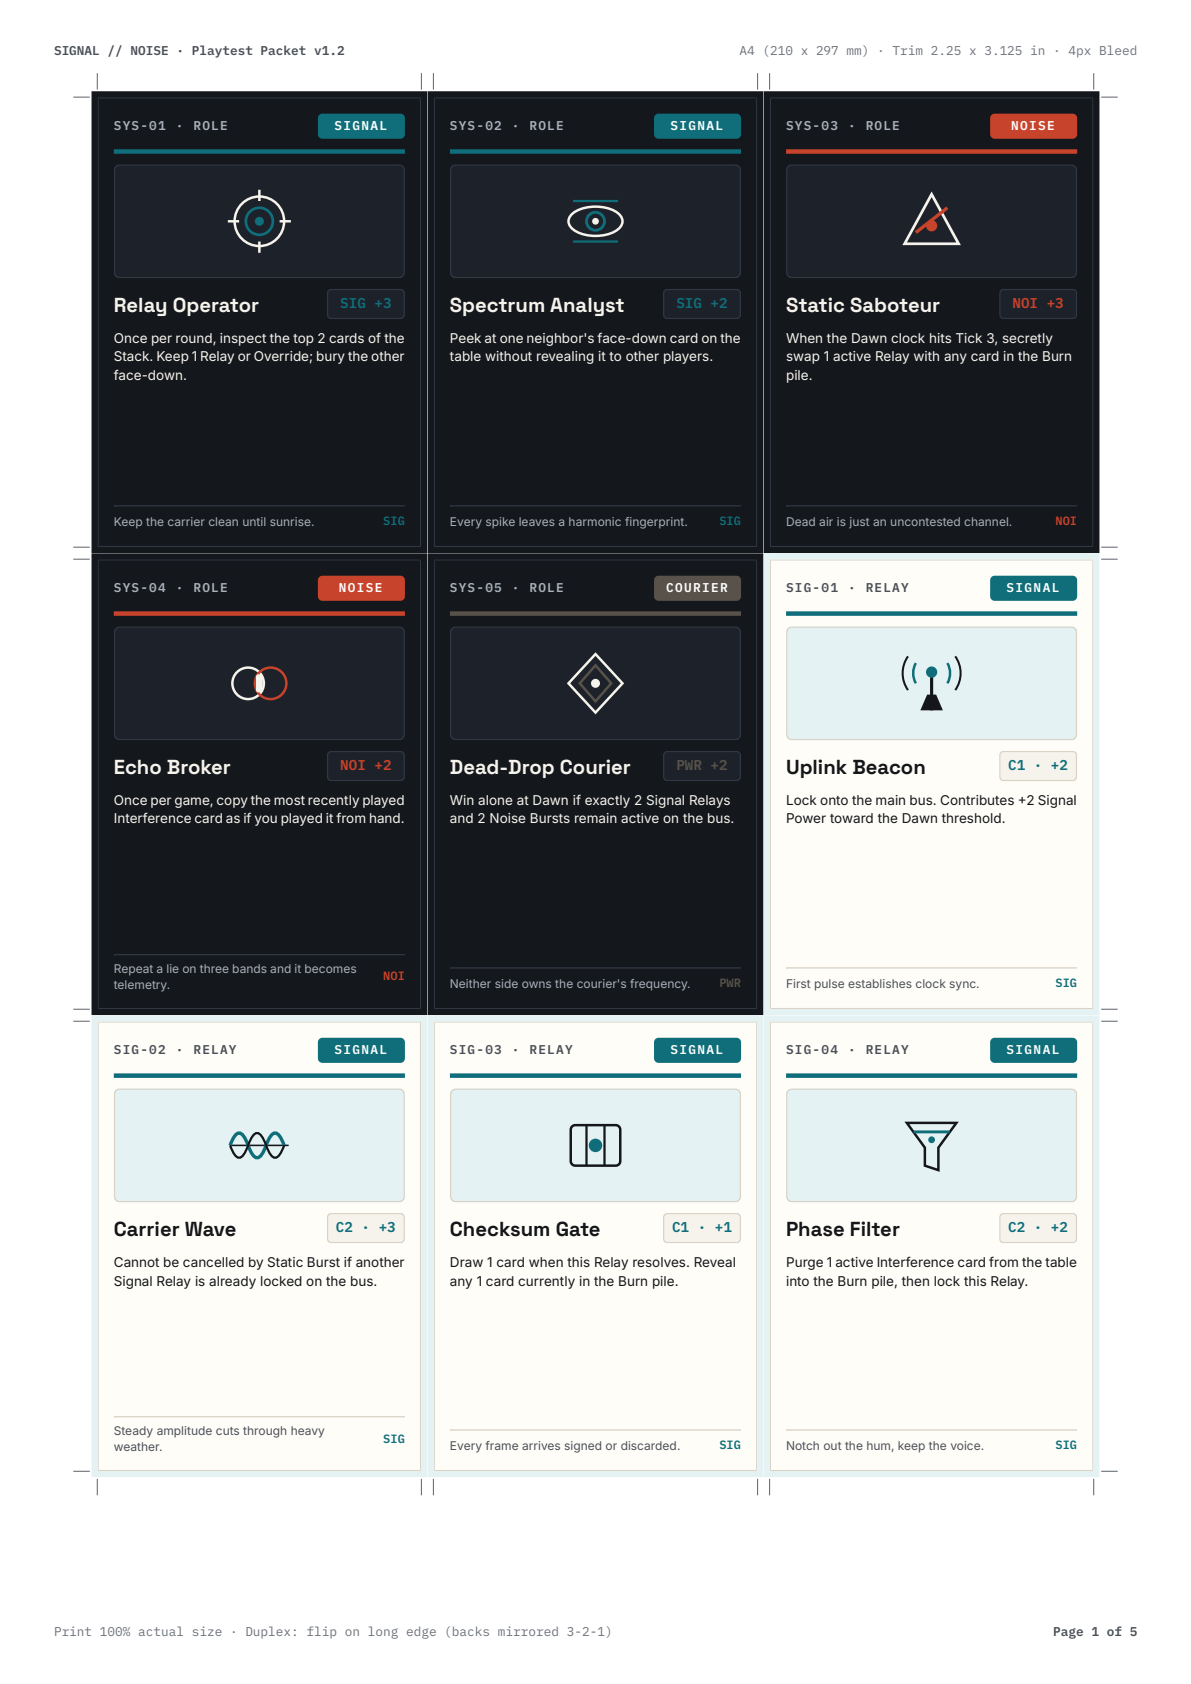 SIGNAL // NOISE · Playtest Packet v1.2
A4 (210 x 297 mm) · Trim 2.25 x 3.125 in · 4px Bleed
SYS-01 · ROLE
SIGNAL
Relay Operator
SIG +3
Once per round, inspect the top 2 cards of the
Stack. Keep 1 Relay or Override; bury the other
face-down.
Keep the carrier clean until sunrise.
SIG
SYS-02 · ROLE
SIGNAL
Spectrum Analyst
SIG +2
Peek at one neighbor's face-down card on the
table without revealing it to other players.
Every spike leaves a harmonic fingerprint.
SIG
SYS-03 · ROLE
NOISE
Static Saboteur
NOI +3
When the Dawn clock hits Tick 3, secretly
swap 1 active Relay with any card in the Burn
pile.
Dead air is just an uncontested channel.
NOI
SYS-04 · ROLE
NOISE
Echo Broker
NOI +2
Once per game, copy the most recently played
Interference card as if you played it from hand.
Repeat a lie on three bands and it becomes
telemetry.
NOI
SYS-05 · ROLE
COURIER
Dead-Drop Courier
PWR +2
Win alone at Dawn if exactly 2 Signal Relays
and 2 Noise Bursts remain active on the bus.
Neither side owns the courier's frequency.
PWR
SIG-01 · RELAY
SIGNAL
Uplink Beacon
C1 · +2
Lock onto the main bus. Contributes +2 Signal
Power toward the Dawn threshold.
First pulse establishes clock sync.
SIG
SIG-02 · RELAY
SIGNAL
Carrier Wave
C2 · +3
Cannot be cancelled by Static Burst if another
Signal Relay is already locked on the bus.
Steady amplitude cuts through heavy
weather.
SIG
SIG-03 · RELAY
SIGNAL
Checksum Gate
C1 · +1
Draw 1 card when this Relay resolves. Reveal
any 1 card currently in the Burn pile.
Every frame arrives signed or discarded.
SIG
SIG-04 · RELAY
SIGNAL
Phase Filter
C2 · +2
Purge 1 active Interference card from the table
into the Burn pile, then lock this Relay.
Notch out the hum, keep the voice.
SIG
Print 100% actual size · Duplex: flip on long edge (backs mirrored 3-2-1)
Page 1 of 5